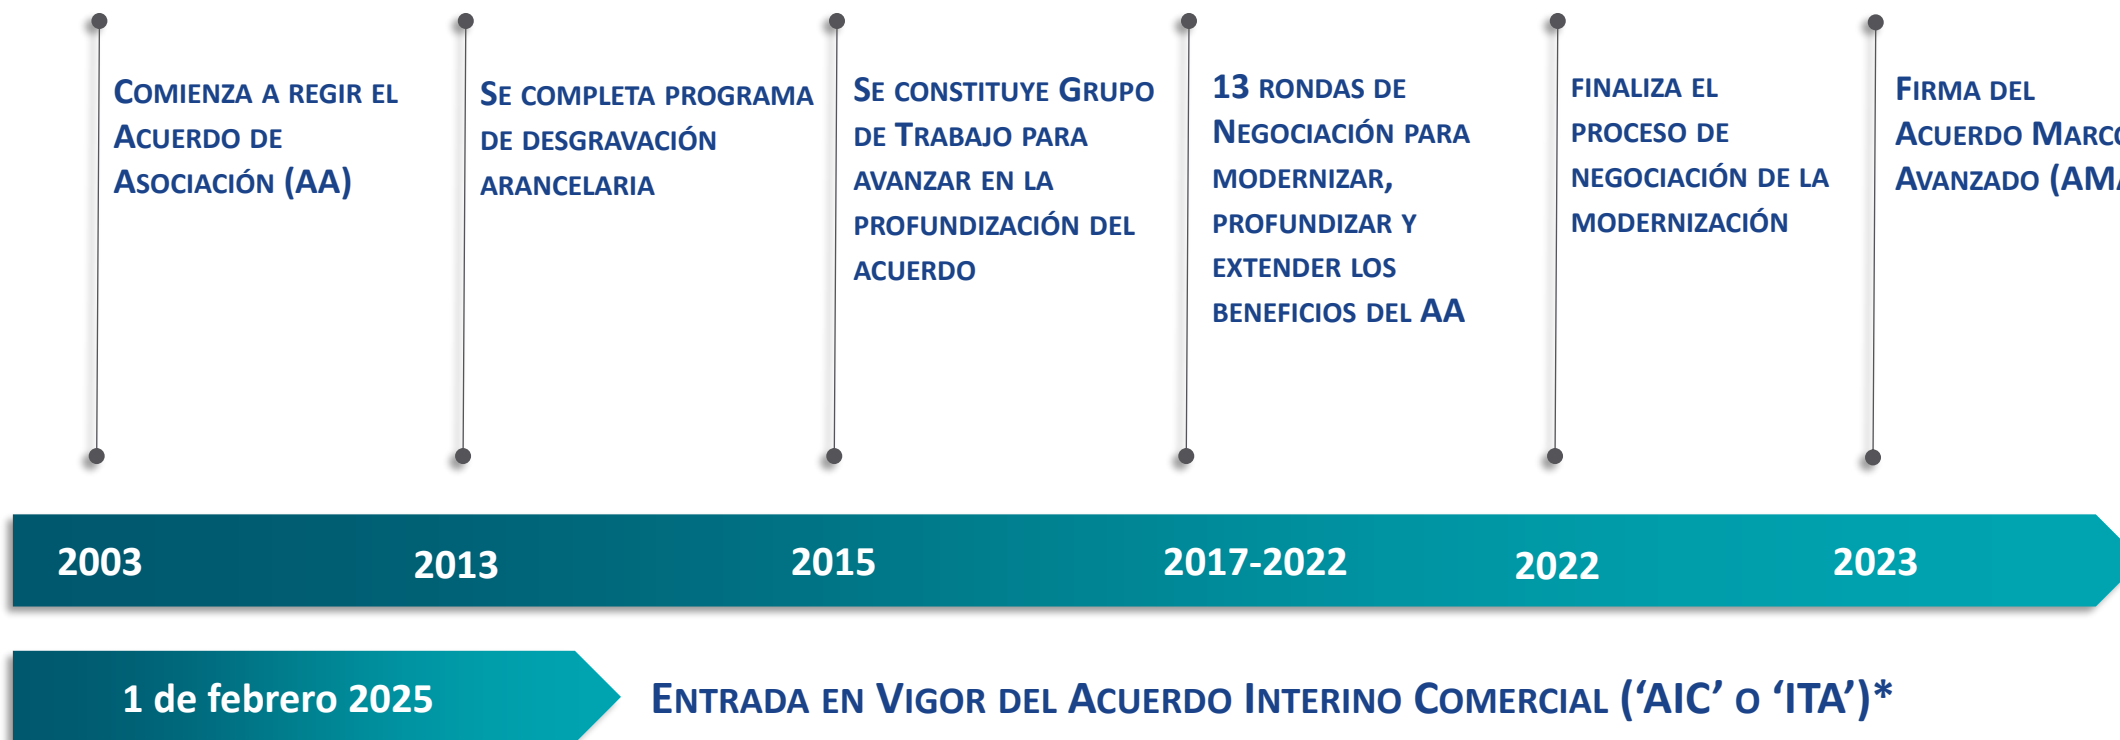 Comienza a regir el
Acuerdo de
Asociación (AA)
Se completa programa
de desgravación
arancelaria
Se constituye Grupo
de Trabajo para
avanzar en la
profundización del
acuerdo
13 rondas de
Negociación para
modernizar,
profundizar y
extender los
beneficios del AA
finaliza el
proceso de
negociación de la
modernización
Firma del
Acuerdo Marco
Avanzado
2003
2013
2015
2017-2022
2022
2023
1 de febrero 2025
Entrada en Vigor del Acuerdo Interino Comercial (‘AIC’ o ‘ITA’)*